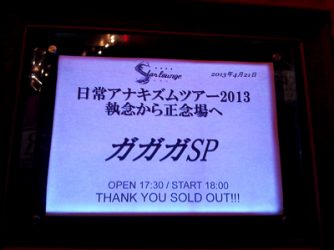 Star Lounge
2013年4月21日
日常アナキズムツアー2013
執念から正念場へ
ガガガSP
OPEN 17:30 / START 18:00
THANK YOU SOLD OUT!!!